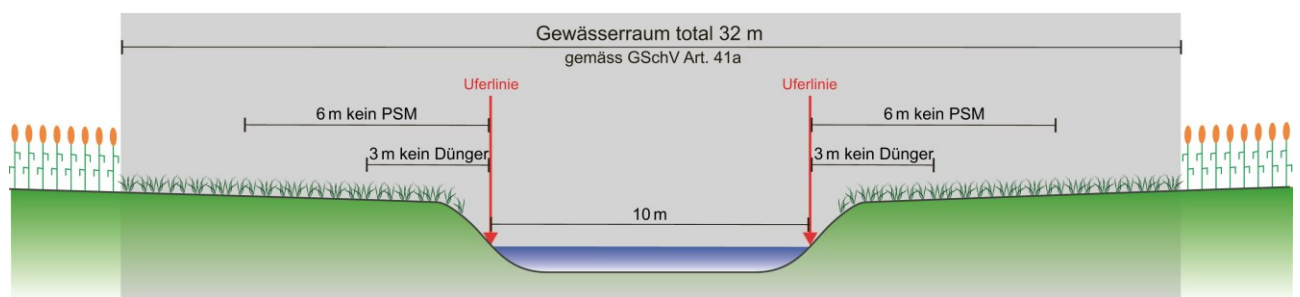 Gewässerraum total 32 m
gemäss GSchV Art. 41a
Uferlinie
Uferlinie
6 m kein PSM
6 m kein PSM
3 m kein Dünger
3 m kein Dünger
10 m